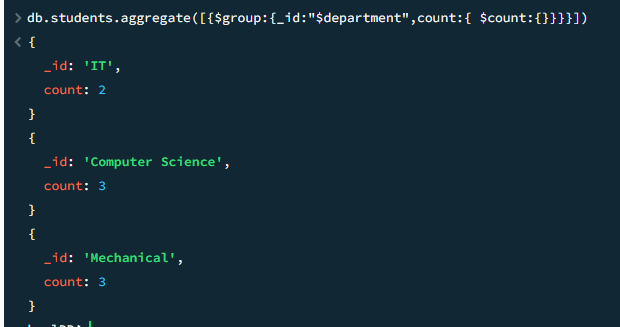 > db.students.aggregate([{$group:{_id:"$department",count:{ $count:{}}}}])
< {
_id: 'IT',
count: 2
}
{
_id: 'Computer Science',
count: 3
}
{
_id: 'Mechanical',
count: 3
}